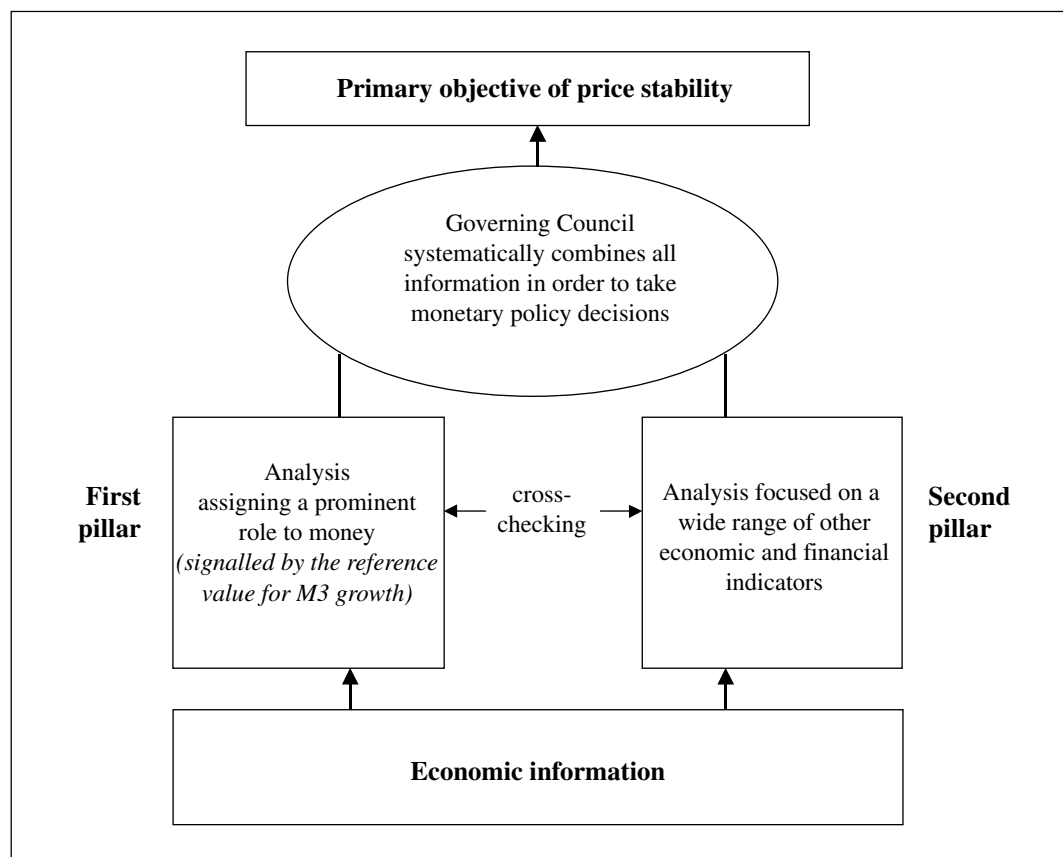 Primary objective of price stability
Governing Council
systematically combines all
information in order to take
monetary policy decisions
First
pillar
Analysis
assigning a prominent
role to money
(signalled by the reference
value for M3 growth)
cross-
checking
Analysis focused on a
wide range of other
economic and financial
indicators
Second
pillar
Economic information